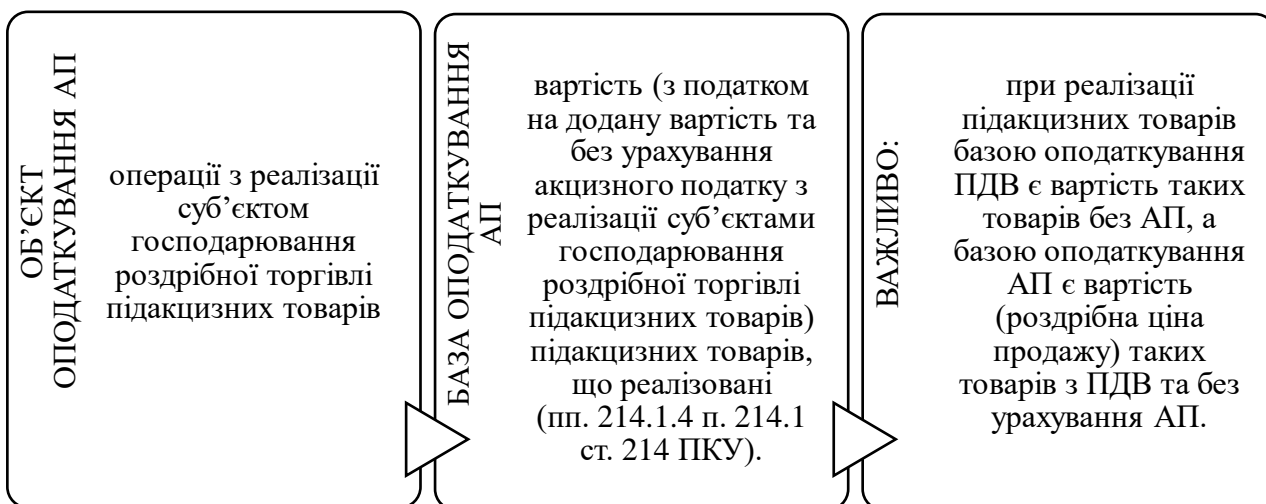 ОБ’ЄКТ
ОПОДАТКУВАННЯ АП
операції з реалізації
суб’єктом
господарювання
роздрібної торгівлі
підакцизних товарів
БАЗА ОПОДАТКУВАННЯ
АП
вартість (з податком
на додану вартість та
без урахування
акцизного податку з
реалізації суб’єктами
господарювання
роздрібної торгівлі
підакцизних товарів)
підакцизних товарів,
що реалізовані
(пп. 214.1.4 п. 214.1
ст. 214 ПКУ).
ВАЖЛИВО:
при реалізації
підакцизних товарів
базою оподаткування
ПДВ є вартість таких
товарів без АП, а
базою оподаткування
АП є вартість
(роздрібна ціна
продажу) таких
товарів з ПДВ та без
урахування АП.